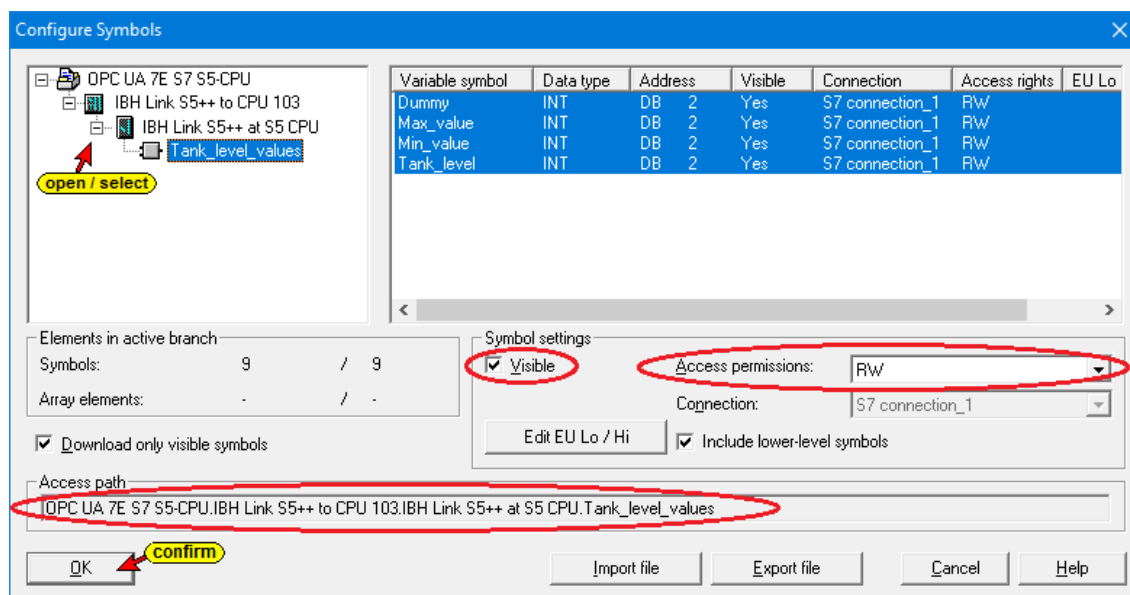 Configure Symbols
OPC UA 7E S7 S5-CPU
IBH Link S5++ to CPU 103
IBH Link S5++ at S5 CPU
Tank_level_values
open / select
Variable symbol Data type Address Visible Connection Access rights EU Lo
Dummy INT DB 2 Yes S7 connection_1 RW
Max_value INT DB 2 Yes S7 connection_1 RW
Min_value INT DB 2 Yes S7 connection_1 RW
Tank_level INT DB 2 Yes S7 connection_1 RW
Elements in active branch
Symbols: 9 / 9
Array elements: - / -
Download only visible symbols
Symbol settings
Visible
Access permissions: RW
Connection: S7 connection_1
Edit EU Lo / Hi
Include lower-level symbols
Access path
OPC UA 7E S7 S5-CPU.IBH Link S5++ to CPU 103.IBH Link S5++ at S5 CPU.Tank_level_values
confirm
OK Import file Export file Cancel Help